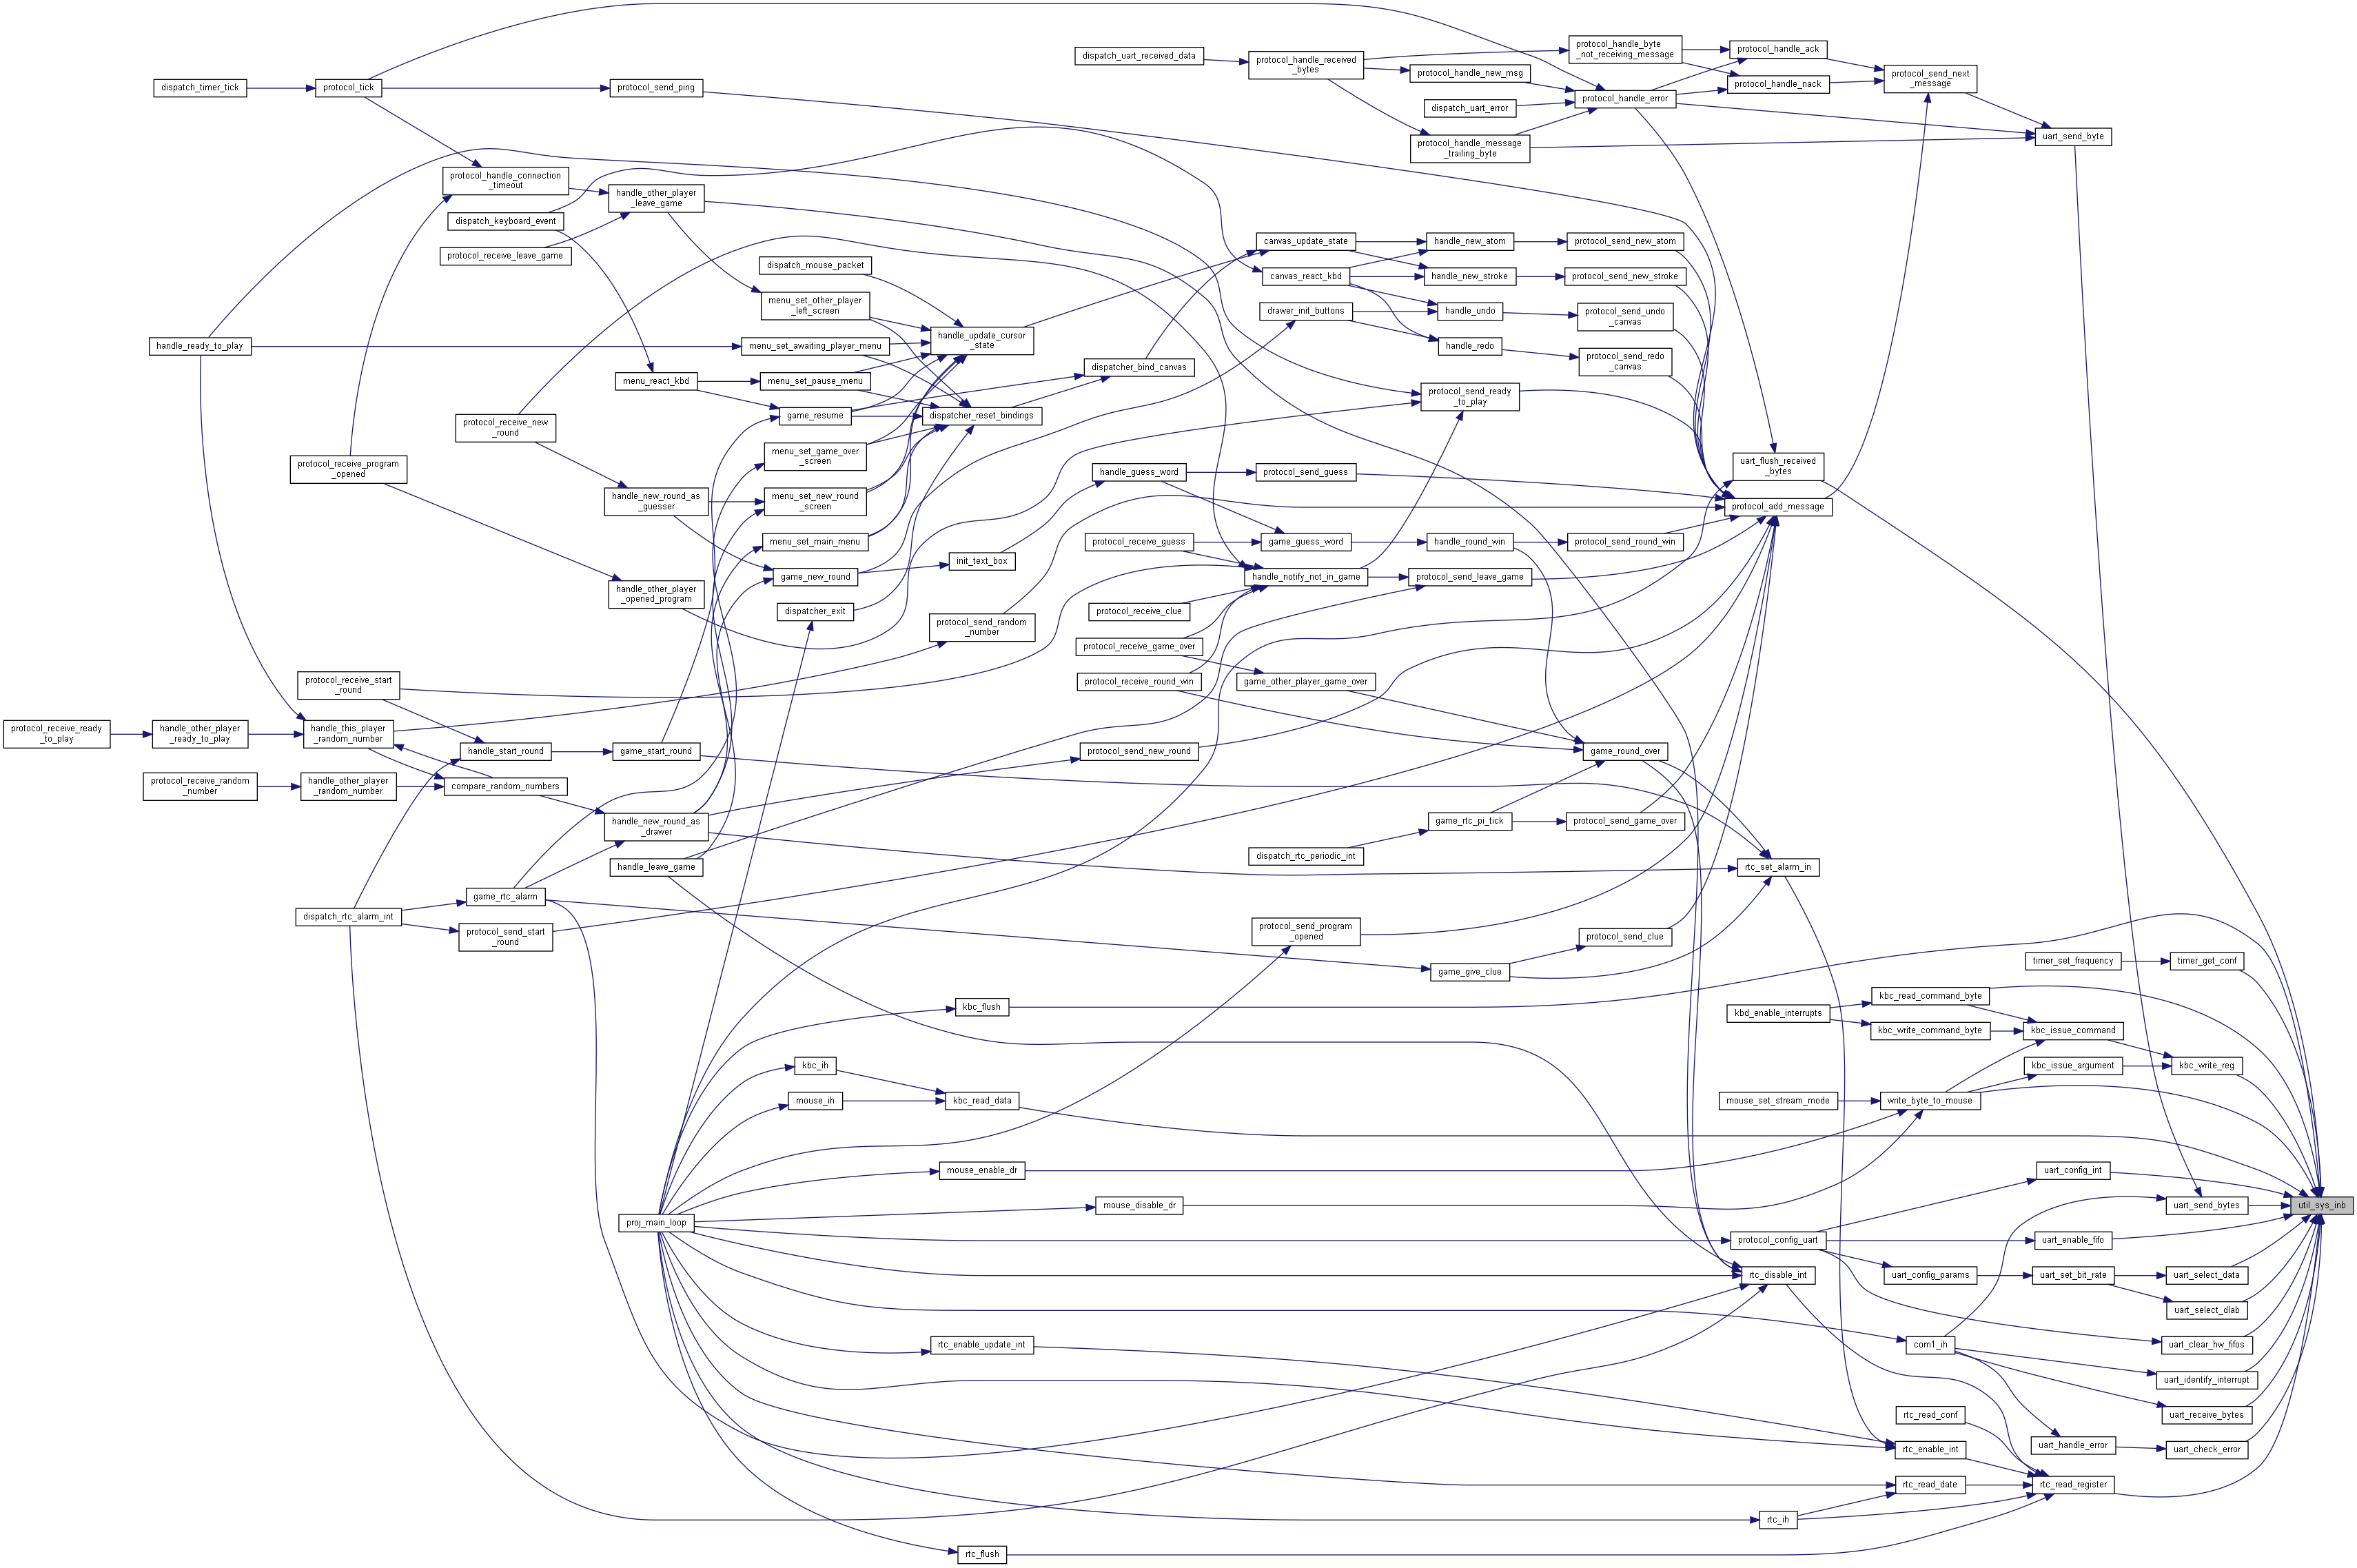 dispatch_timer_tick
protocol_tick
protocol_send_ping
dispatch_uart_received_data
protocol_handle_received
_bytes
protocol_handle_new_msg
dispatch_uart_error
protocol_handle_message
_trailing_byte
protocol_handle_byte
_not_receiving_message
protocol_handle_error
protocol_handle_ack
protocol_handle_nack
protocol_send_next
_message
uart_send_byte
protocol_handle_connection
_timeout
dispatch_keyboard_event
protocol_receive_leave_game
handle_other_player
_leave_game
dispatch_mouse_packet
menu_set_other_player
_left_screen
handle_update_cursor
_state
menu_set_awaiting_player_menu
handle_ready_to_play
menu_react_kbd
menu_set_pause_menu
game_resume
dispatcher_reset_bindings
dispatcher_bind_canvas
canvas_update_state
canvas_react_kbd
drawer_init_buttons
handle_new_atom
handle_new_stroke
handle_undo
handle_redo
protocol_send_new_atom
protocol_send_new_stroke
protocol_send_undo
_canvas
protocol_send_redo
_canvas
protocol_send_ready
_to_play
protocol_receive_new
_round
protocol_receive_program
_opened
menu_set_game_over
_screen
menu_set_new_round
_screen
handle_new_round_as
_guesser
menu_set_main_menu
game_new_round
init_text_box
handle_guess_word
protocol_send_guess
uart_flush_received
_bytes
protocol_add_message
protocol_receive_guess
game_guess_word
handle_round_win
protocol_send_round_win
handle_notify_not_in_game
protocol_send_leave_game
handle_other_player
_opened_program
dispatcher_exit
protocol_send_random
_number
protocol_receive_clue
protocol_receive_game_over
protocol_receive_round_win
game_other_player_game_over
protocol_receive_start
_round
protocol_receive_ready
_to_play
handle_other_player
_ready_to_play
handle_this_player
_random_number
handle_start_round
game_start_round
protocol_send_new_round
game_round_over
protocol_receive_random
_number
handle_other_player
_random_number
compare_random_numbers
handle_new_round_as
_drawer
handle_leave_game
game_rtc_pi_tick
protocol_send_game_over
dispatch_rtc_periodic_int
rtc_set_alarm_in
game_rtc_alarm
dispatch_rtc_alarm_int
protocol_send_start
_round
protocol_send_program
_opened
protocol_send_clue
game_give_clue
timer_set_frequency
timer_get_conf
kbc_flush
kbd_enable_interrupts
kbc_read_command_byte
kbc_write_command_byte
kbc_issue_command
kbc_issue_argument
kbc_write_reg
kbc_ih
mouse_ih
kbc_read_data
mouse_set_stream_mode
write_byte_to_mouse
mouse_enable_dr
mouse_disable_dr
uart_config_int
uart_send_bytes
util_sys_inb
proj_main_loop
protocol_config_uart
uart_enable_fifo
rtc_disable_int
uart_config_params
uart_set_bit_rate
uart_select_data
uart_select_dlab
rtc_enable_update_int
com1_ih
uart_clear_hw_fifos
uart_identify_interrupt
uart_receive_bytes
rtc_read_conf
uart_handle_error
uart_check_error
rtc_enable_int
rtc_read_date
rtc_read_register
rtc_ih
rtc_flush